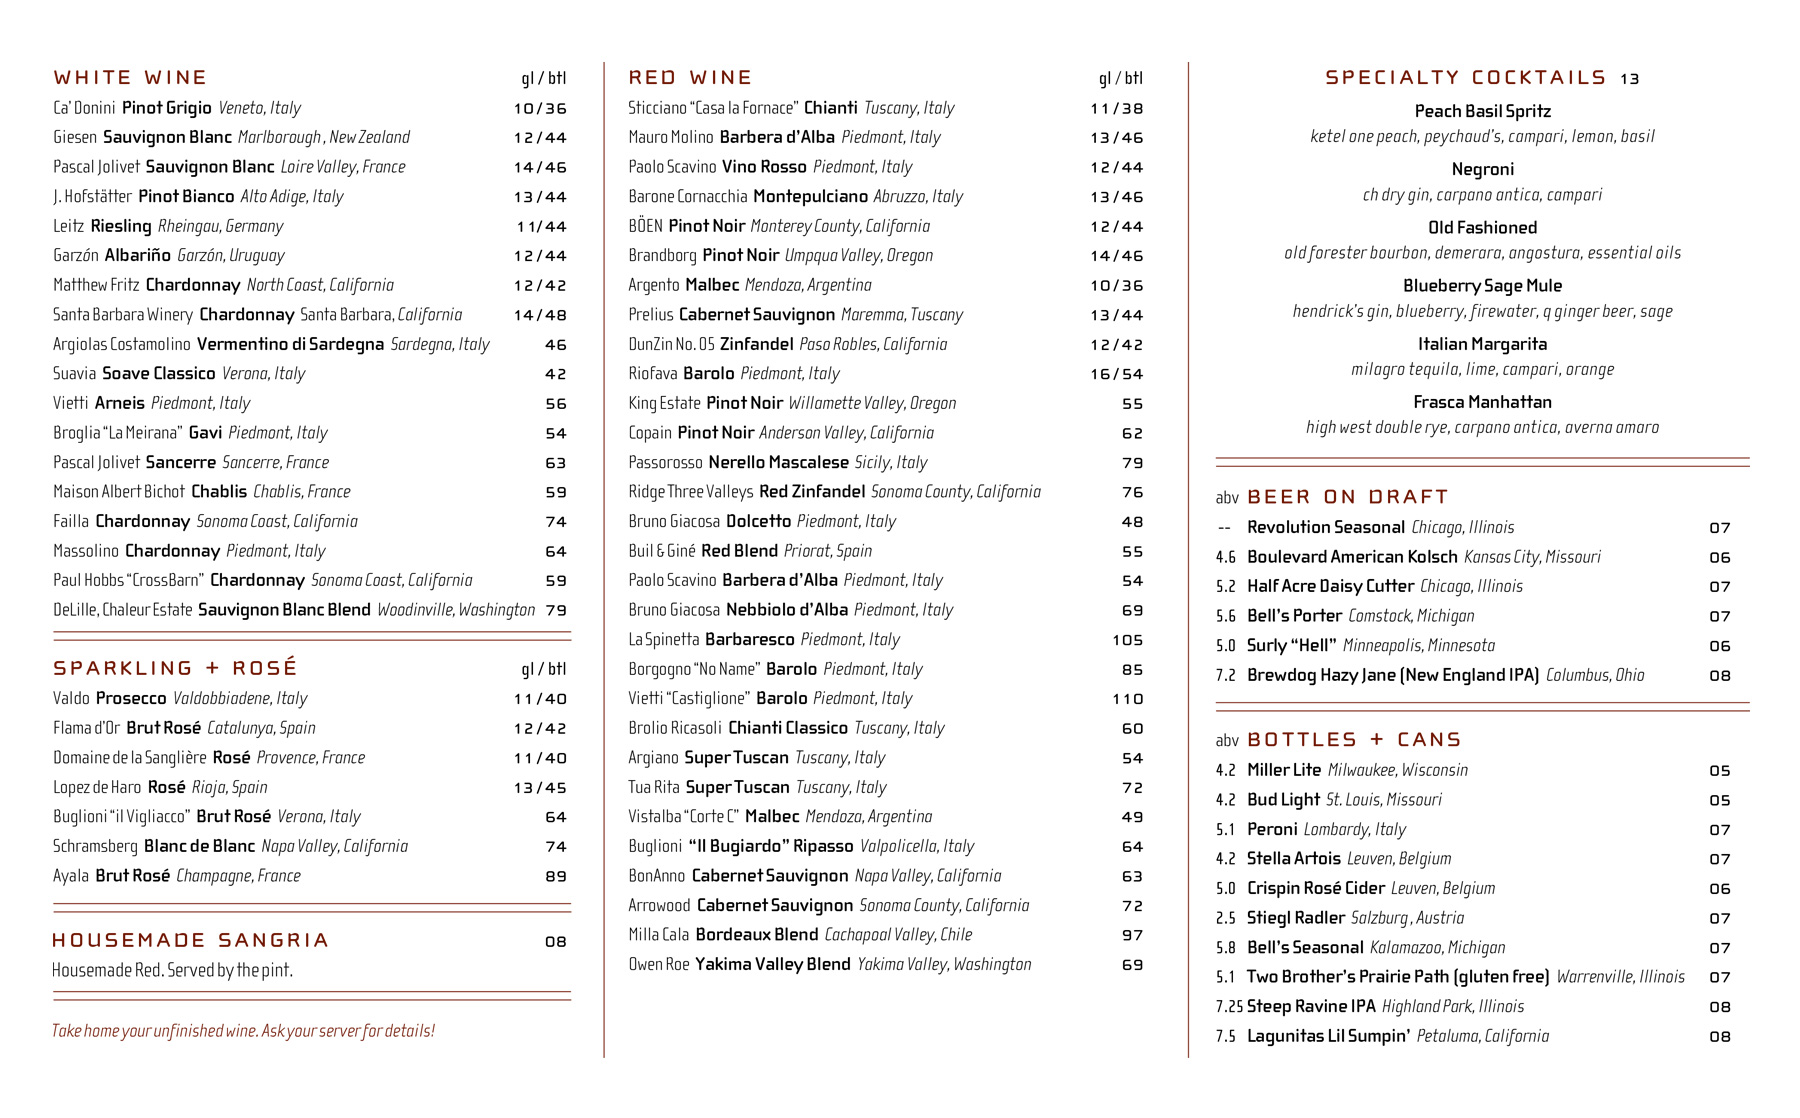 WHITE WINE gl / btl
Ca' Donini Pinot Grigio Veneto, Italy 10/36
Giesen Sauvignon Blanc Marlborough, New Zealand 12/44
Pascal Jolivet Sauvignon Blanc Loire Valley, France 14/46
J. Hofstätter Pinot Bianco Alto Adige, Italy 13/44
Leitz Riesling Rheingau, Germany 11/44
Garzón Albariño Garzón, Uruguay 12/44
Matthew Fritz Chardonnay North Coast, California 12/42
Santa Barbara Winery Chardonnay Santa Barbara, California 14/48
Argiolas Costamolino Vermentino di Sardegna Sardegna, Italy 46
Suavia Soave Classico Verona, Italy 42
Vietti Arneis Piedmont, Italy 56
Broglia "La Meirana" Gavi Piedmont, Italy 54
Pascal Jolivet Sancerre Sancerre, France 63
Maison Albert Bichot Chablis Chablis, France 59
Failla Chardonnay Sonoma Coast, California 74
Massolino Chardonnay Piedmont, Italy 64
Paul Hobbs "CrossBarn" Chardonnay Sonoma Coast, California 59
DeLille, Chaleur Estate Sauvignon Blanc Blend Woodinville, Washington 79
SPARKLING + ROSÉ gl / btl
Valdo Prosecco Valdobbiadene, Italy 11/40
Flama d'Or Brut Rosé Catalunya, Spain 12/42
Domaine de la Sanglière Rosé Provence, France 11/40
Lopez de Haro Rosé Rioja, Spain 13/45
Buglioni "il Vigliacco" Brut Rosé Verona, Italy 64
Schramsberg Blanc de Blanc Napa Valley, California 74
Ayala Brut Rosé Champagne, France 89
HOUSEMADE SANGRIA 08
Housemade Red. Served by the pint.
Take home your unfinished wine. Ask your server for details!
RED WINE gl / btl
Sticciano "Casa la Fornace" Chianti Tuscany, Italy 11/38
Mauro Molino Barbera d'Alba Piedmont, Italy 13/46
Paolo Scavino Vino Rosso Piedmont, Italy 12/44
Barone Cornacchia Montepulciano Abruzzo, Italy 13/46
BÖEN Pinot Noir Monterey County, California 12/44
Brandborg Pinot Noir Umpqua Valley, Oregon 14/46
Argento Malbec Mendoza, Argentina 10/36
Prelius Cabernet Sauvignon Maremma, Tuscany 13/44
DunZin No. 05 Zinfandel Paso Robles, California 12/42
Riofava Barolo Piedmont, Italy 16/54
King Estate Pinot Noir Willamette Valley, Oregon 55
Copain Pinot Noir Anderson Valley, California 62
Passorosso Nerello Mascalese Sicily, Italy 79
Ridge Three Valleys Red Zinfandel Sonoma County, California 76
Bruno Giacosa Dolcetto Piedmont, Italy 48
Buil & Giné Red Blend Priorat, Spain 55
Paolo Scavino Barbera d'Alba Piedmont, Italy 54
Bruno Giacosa Nebbiolo d'Alba Piedmont, Italy 69
La Spinetta Barbaresco Piedmont, Italy 105
Borgogno "No Name" Barolo Piedmont, Italy 85
Vietti "Castiglione" Barolo Piedmont, Italy 110
Brolio Ricasoli Chianti Classico Tuscany, Italy 60
Argiano Super Tuscan Tuscany, Italy 54
Tua Rita Super Tuscan Tuscany, Italy 72
Vistalba "Corte C" Malbec Mendoza, Argentina 49
Buglioni "Il Bugiardo" Ripasso Valpolicella, Italy 64
BonAnno Cabernet Sauvignon Napa Valley, California 63
Arrowood Cabernet Sauvignon Sonoma County, California 72
Milla Cala Bordeaux Blend Cachapoal Valley, Chile 97
Owen Roe Yakima Valley Blend Yakima Valley, Washington 69
SPECIALTY COCKTAILS 13
Peach Basil Spritz
ketel one peach, peychaud's, campari, lemon, basil
Negroni
ch dry gin, carpano antica, campari
Old Fashioned
old forester bourbon, demerara, angostura, essential oils
Blueberry Sage Mule
hendrick's gin, blueberry, firewater, q ginger beer, sage
Italian Margarita
milagro tequila, lime, campari, orange
Frasca Manhattan
high west double rye, carpano antica, averna amaro
abv BEER ON DRAFT
-- Revolution Seasonal Chicago, Illinois 07
4.6 Boulevard American Kolsch Kansas City, Missouri 06
5.2 Half Acre Daisy Cutter Chicago, Illinois 07
5.6 Bell's Porter Comstock, Michigan 07
5.0 Surly "Hell" Minneapolis, Minnesota 06
7.2 Brewdog Hazy Jane (New England IPA) Columbus, Ohio 08
abv BOTTLES + CANS
4.2 Miller Lite Milwaukee, Wisconsin 05
4.2 Bud Light St. Louis, Missouri 05
5.1 Peroni Lombardy, Italy 07
4.2 Stella Artois Leuven, Belgium 07
5.0 Crispin Rosé Cider Leuven, Belgium 06
2.5 Stiegl Radler Salzburg, Austria 07
5.8 Bell's Seasonal Kalamazoo, Michigan 07
5.1 Two Brother's Prairie Path (gluten free) Warrenville, Illinois 07
7.25 Steep Ravine IPA Highland Park, Illinois 08
7.5 Lagunitas Lil Sumpin' Petaluma, California 08